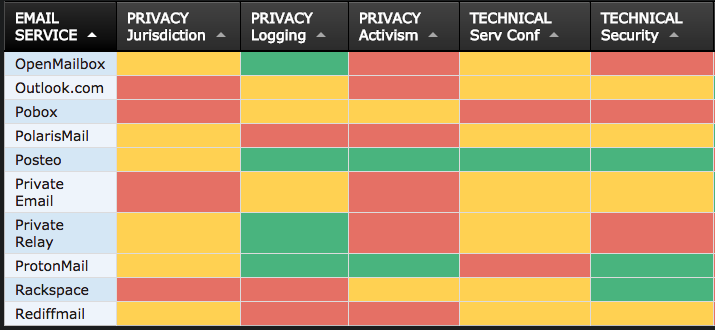 EMAIL SERVICE PRIVACY Jurisdiction PRIVACY Logging PRIVACY Activism TECHNICAL Serv Conf TECHNICAL Security
OpenMailbox
Outlook.com
Pobox
PolarisMail
Posteo
Private
Email
Private
Relay
ProtonMail
Rackspace
Rediffmail